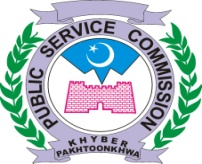 PUBLIC SERVICE COMMISSION
KHYBER
PAKHTOONKHWA